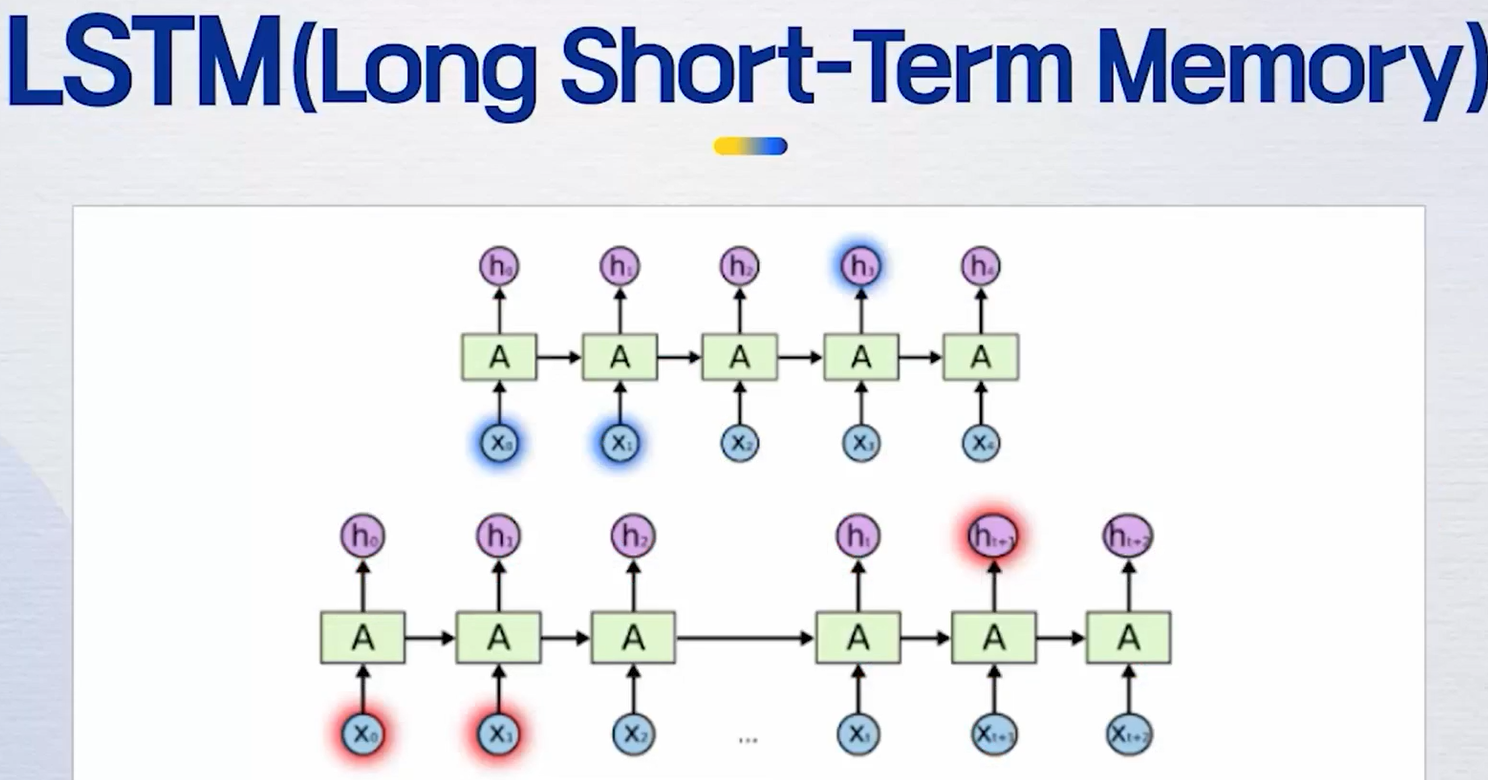 LSTM(Long Short-Term Memory)
h₀ h₁ h₂ h₃ h₄
A A A A A
x₀ x₁ x₂ x₃ x₄
h₀ h₁ h₂ hₜ hₜ₊₁ hₜ₊₂
A A A A A A
x₀ x₁ x₂ ... xₜ xₜ₊₁ xₜ₊₂